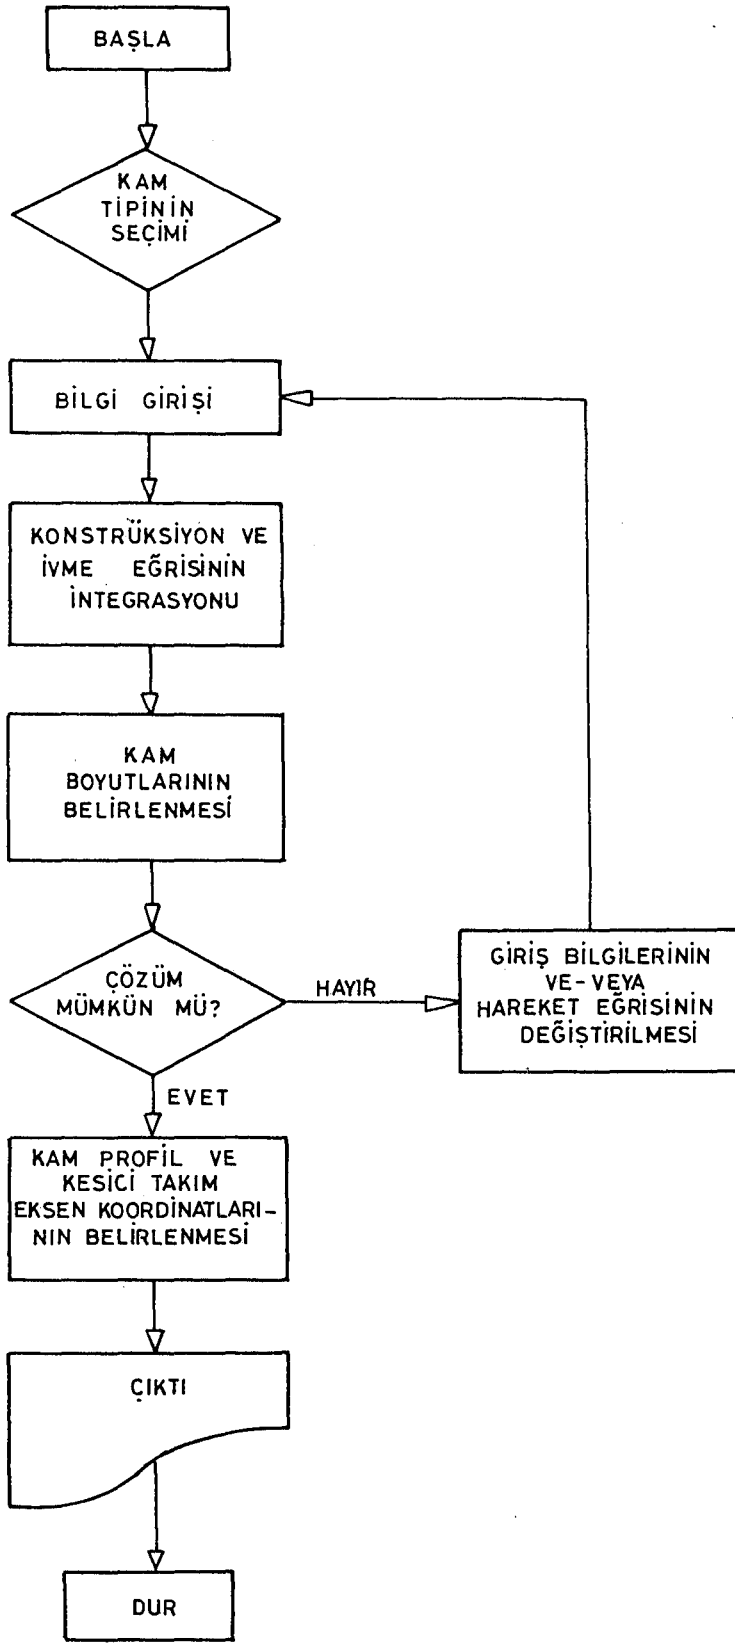 BAŞLA
KAM
TİPİNİN
SEÇİMİ
BİLGİ GİRİŞİ
KONSTRÜKSİYON VE
İVME EĞRİSİNİN
İNTEGRASYONU
KAM
BOYUTLARININ
BELİRLENMESİ
ÇÖZÜM
MÜMKÜN MÜ?
HAYIR
GİRİŞ BİLGİLERİNİN
VE-VEYA
HAREKET EĞRİSİNİN
DEĞİŞTİRİLMESİ
EVET
KAM PROFİL VE
KESİCİ TAKIM
EKSEN KOORDİNATLARI-
NIN BELİRLENMESİ
ÇIKTI
DUR